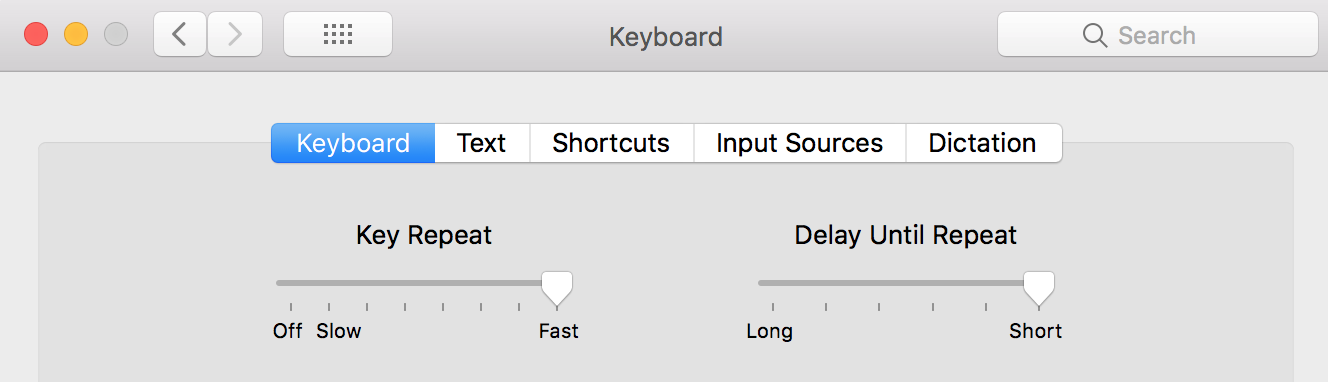 Keyboard
Search
Keyboard Text Shortcuts Input Sources Dictation
Key Repeat Delay Until Repeat
Off Slow Fast Long Short